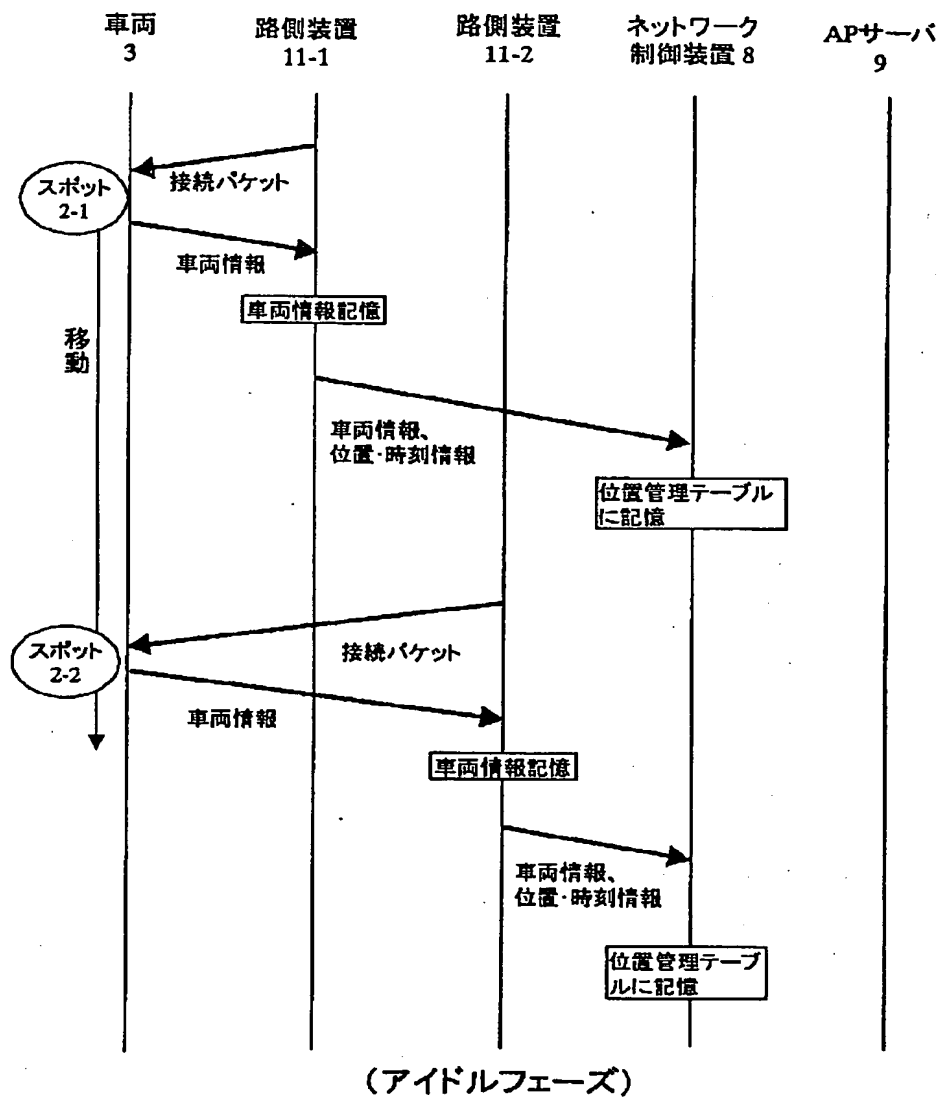 車両
3
路側装置
11-1
路側装置
11-2
ネットワーク
制御装置 8
APサーバ
9
接続パケット
スポット
2-1
車両情報
車両情報記憶
移動
車両情報、
位置・時刻情報
位置管理テーブル
に記憶
接続パケット
スポット
2-2
車両情報
車両情報記憶
車両情報、
位置・時刻情報
位置管理テーブ
ルに記憶
(アイドルフェーズ)